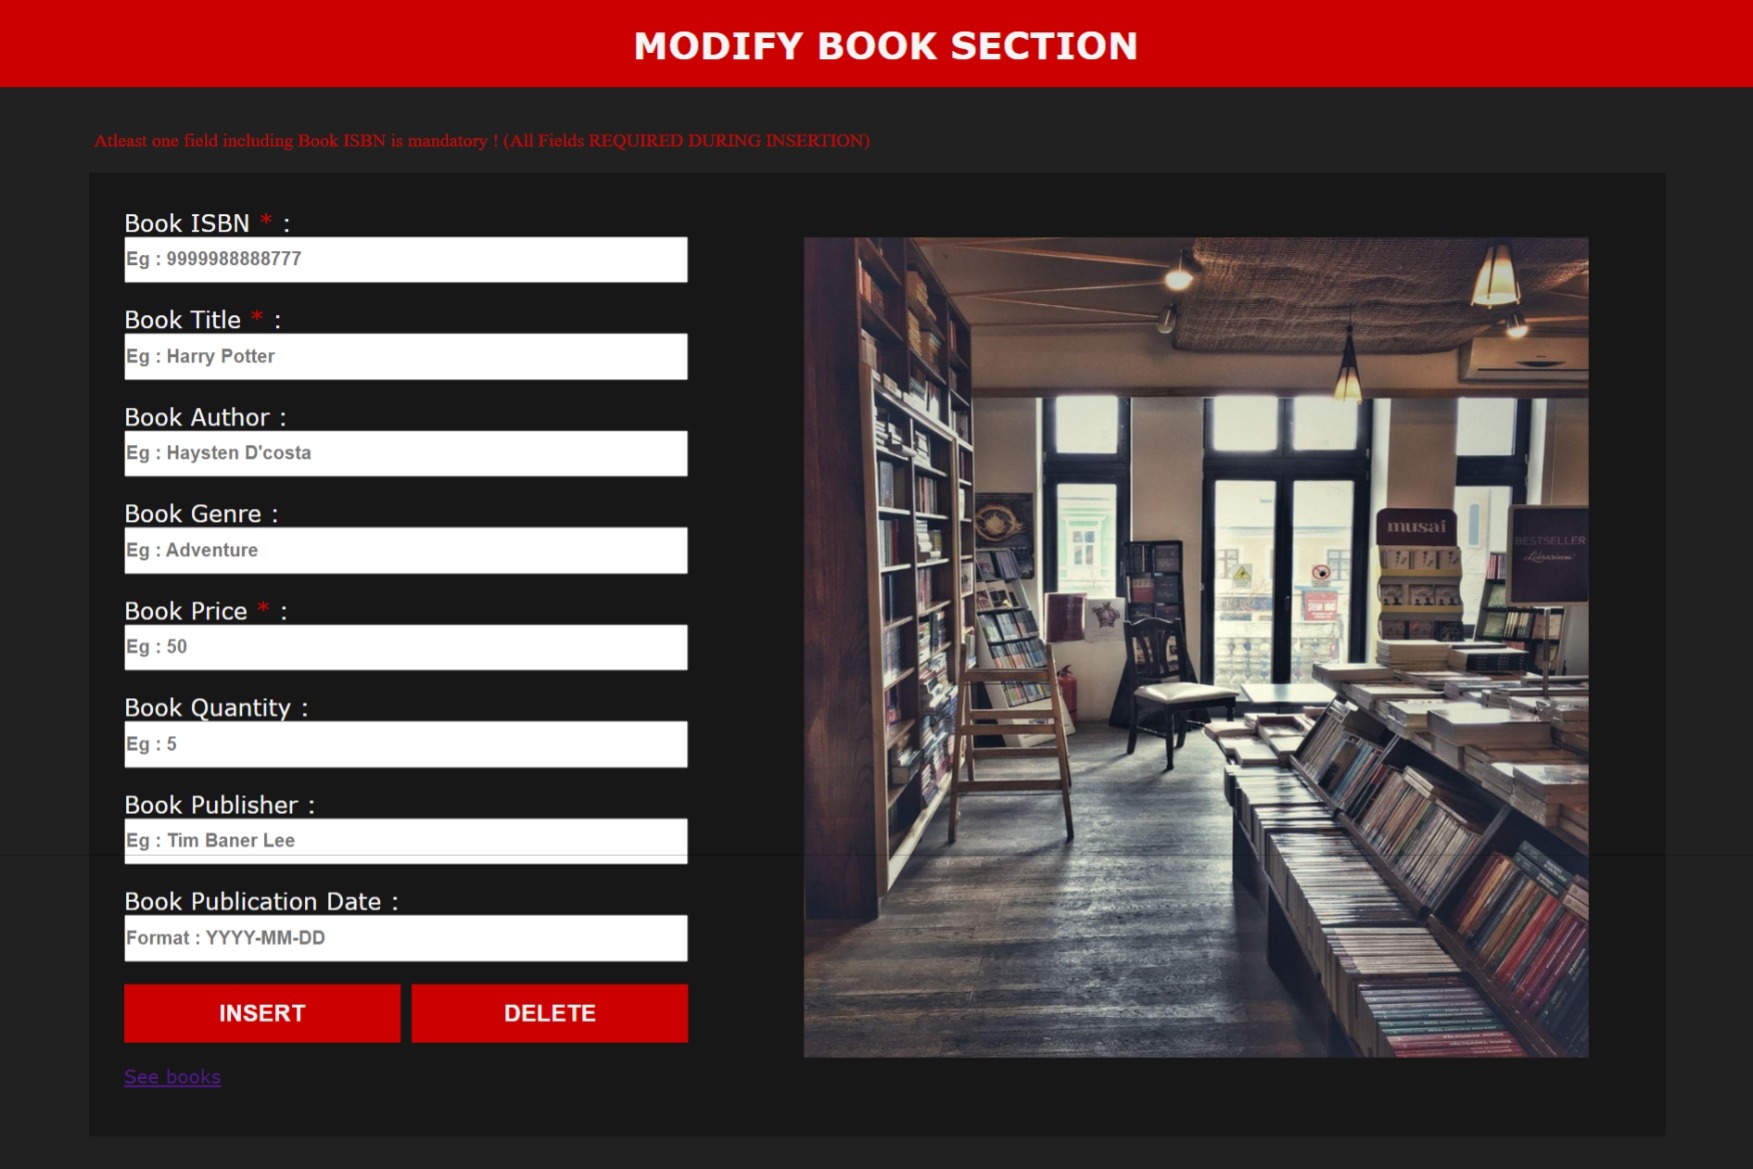 MODIFY BOOK SECTION
Atleast one field including Book ISBN is mandatory ! (All Fields REQUIRED DURING INSERTION)
Book ISBN * :
Eg : 9999988888777
Book Title * :
Eg : Harry Potter
Book Author :
Eg : Haysten D'costa
Book Genre :
Eg : Adventure
Book Price * :
Eg : 50
Book Quantity :
Eg : 5
Book Publisher :
Eg : Tim Baner Lee
Book Publication Date :
Format : YYYY-MM-DD
INSERT DELETE
See books
musai
BESTSELLER